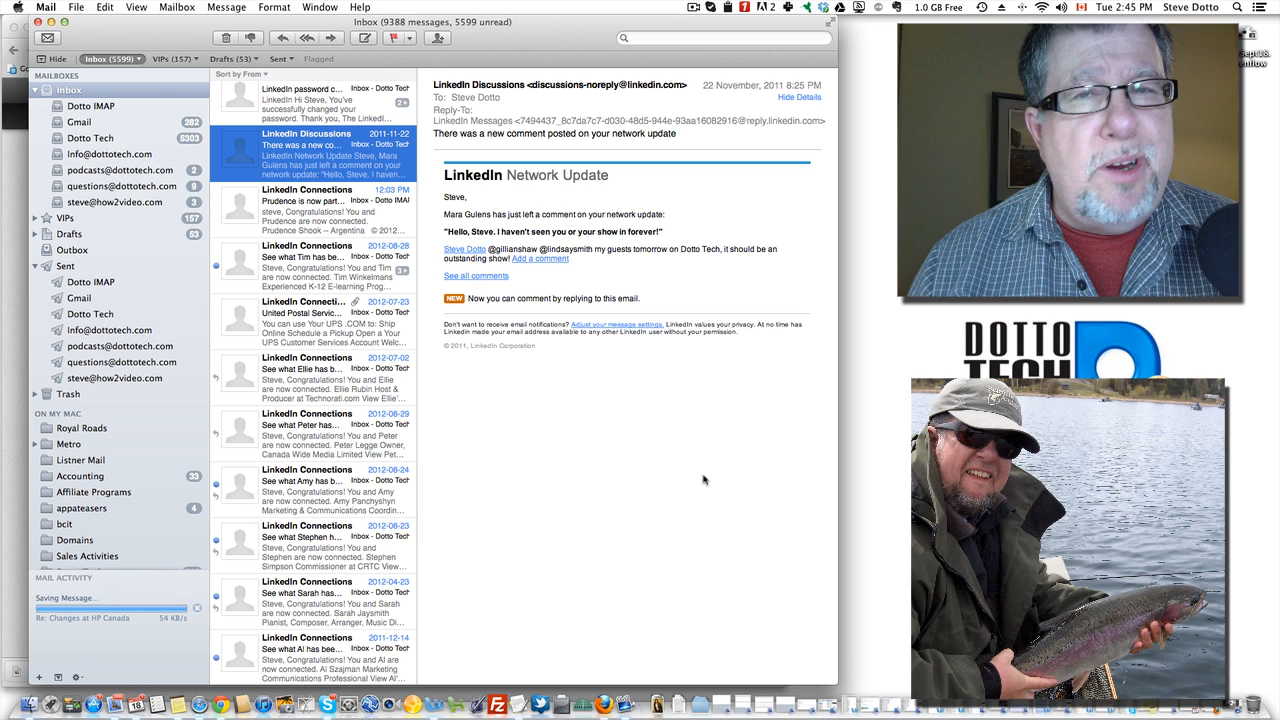 Mail File Edit View Mailbox Message Format Window Help
1 A 2 1.0 GB Free Tue 2:45 PM Steve Dotto
Inbox (9388 messages, 5599 unread)
Hide Inbox (5599) VIPs (157) Drafts (53) Sent Flagged
MAILBOXES
Inbox
Dotto IMAP
Gmail 282
Dotto Tech 5303
Info@dottotech.com
podcasts@dottotech.com 2
questions@dottotech.com 9
steve@how2video.com 3
VIPs 157
Drafts 53
Outbox
Sent
Dotto IMAP
Gmail
Dotto Tech
Info@dottotech.com
podcasts@dottotech.com
questions@dottotech.com
steve@how2video.com
Trash
ON MY MAC
Royal Roads
Metro
Listner Mail
Accounting 33
Affiliate Programs
appateasers 4
bcit
Domains
Sales Activities
MAIL ACTIVITY
Saving Message...
Re: Changes at HP Canada 54 KB/s
Sort by From
LinkedIn password c... Inbox - Dotto Tech
LinkedIn Hi Steve, You've
successfully changed your 2
password. Thank you, The LinkedI...
LinkedIn Discussions 2011-11-22
There was a new co... Inbox - Dotto Tech
LinkedIn Network Update Steve, Mara
Gulens has just left a comment on your
network update: "Hello, Steve. I haven...
LinkedIn Connections 12:03 PM
Prudence is now part... Inbox - Dotto IMAP
steve, Congratulations! You and
Prudence are now connected.
Prudence Shook -- Argentina © 2012...
LinkedIn Connections 2012-08-28
See what Tim has be... Inbox - Dotto Tech
Steve, Congratulations! You and Tim
are now connected. Tim Winkelmans 3
Experienced K-12 E-learning Prog...
LinkedIn Connecti... 2012-07-23
United Postal Servic... Inbox - Dotto Tech
You can use Your UPS .COM to: Ship
Online Schedule a Pickup Open a Your
UPS Customer Services Account Welc...
LinkedIn Connections 2012-07-02
See what Ellie has b... Inbox - Dotto Tech
Steve, Congratulations! You and Ellie
are now connected. Ellie Rubin Host &
Producer at Technorati.com View Ellie'...
LinkedIn Connections 2012-06-29
See what Peter has... Inbox - Dotto Tech
Steve, Congratulations! You and Peter
are now connected. Peter Legge Owner,
Canada Wide Media Limited View Pet...
LinkedIn Connections 2012-06-24
See what Amy has b... Inbox - Dotto Tech
Steve, Congratulations! You and Amy
are now connected. Amy Panchyshyn
Marketing & Communications Coordin...
LinkedIn Connections 2012-06-23
See what Stephen h... Inbox - Dotto Tech
Steve, Congratulations! You and
Stephen are now connected. Stephen
Simpson Commissioner at CRTC View...
LinkedIn Connections 2012-04-23
See what Sarah has... Inbox - Dotto Tech
Steve, Congratulations! You and Sarah
are now connected. Sarah Jaysmith
Pianist, Composer, Arranger, Music Di...
LinkedIn Connections 2011-12-14
See what Al has bee... Inbox - Dotto Tech
Steve, Congratulations! You and Al are
now connected. Al Szajman Marketing
Communications Professional View Al'...
LinkedIn Discussions <discussions-noreply@linkedin.com> 22 November, 2011 8:25 PM
To: Steve Dotto Hide Details
Reply-To:
LinkedIn Messages <7494437_8c7da7c7-d030-48d5-944e-93aa16082916@reply.linkedin.com>
There was a new comment posted on your network update
LinkedIn Network Update
Steve,
Mara Gulens has just left a comment on your network update:
"Hello, Steve. I haven't seen you or your show in forever!"
Steve Dotto @gillianshaw @lindsaysmith my guests tomorrow on Dotto Tech, it should be an
outstanding show! Add a comment
See all comments
NEW Now you can comment by replying to this email.
Don't want to receive email notifications? Adjust your message settings. LinkedIn values your privacy. At no time has
Linkedin made your email address available to any other LinkedIn user without your permission.
© 2011, LinkedIn Corporation
DOTTO
TECH